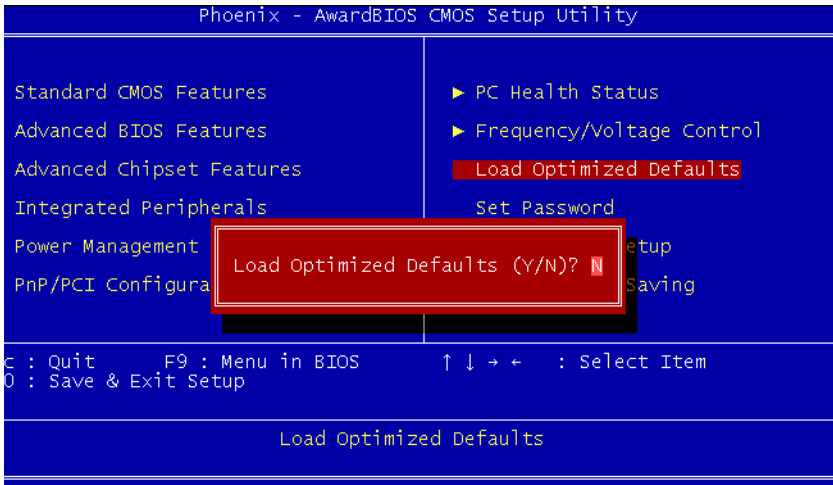 Phoenix - AwardBIOS CMOS Setup Utility
Standard CMOS Features
Advanced BIOS Features
Advanced Chipset Features
Integrated Peripherals
Power Management
PnP/PCI Configura
► PC Health Status
► Frequency/Voltage Control
Load Optimized Defaults
Set Password
etup
Saving
Load Optimized Defaults (Y/N)? N
c : Quit F9 : Menu in BIOS ↑ ↓ → ← : Select Item
0 : Save & Exit Setup
Load Optimized Defaults